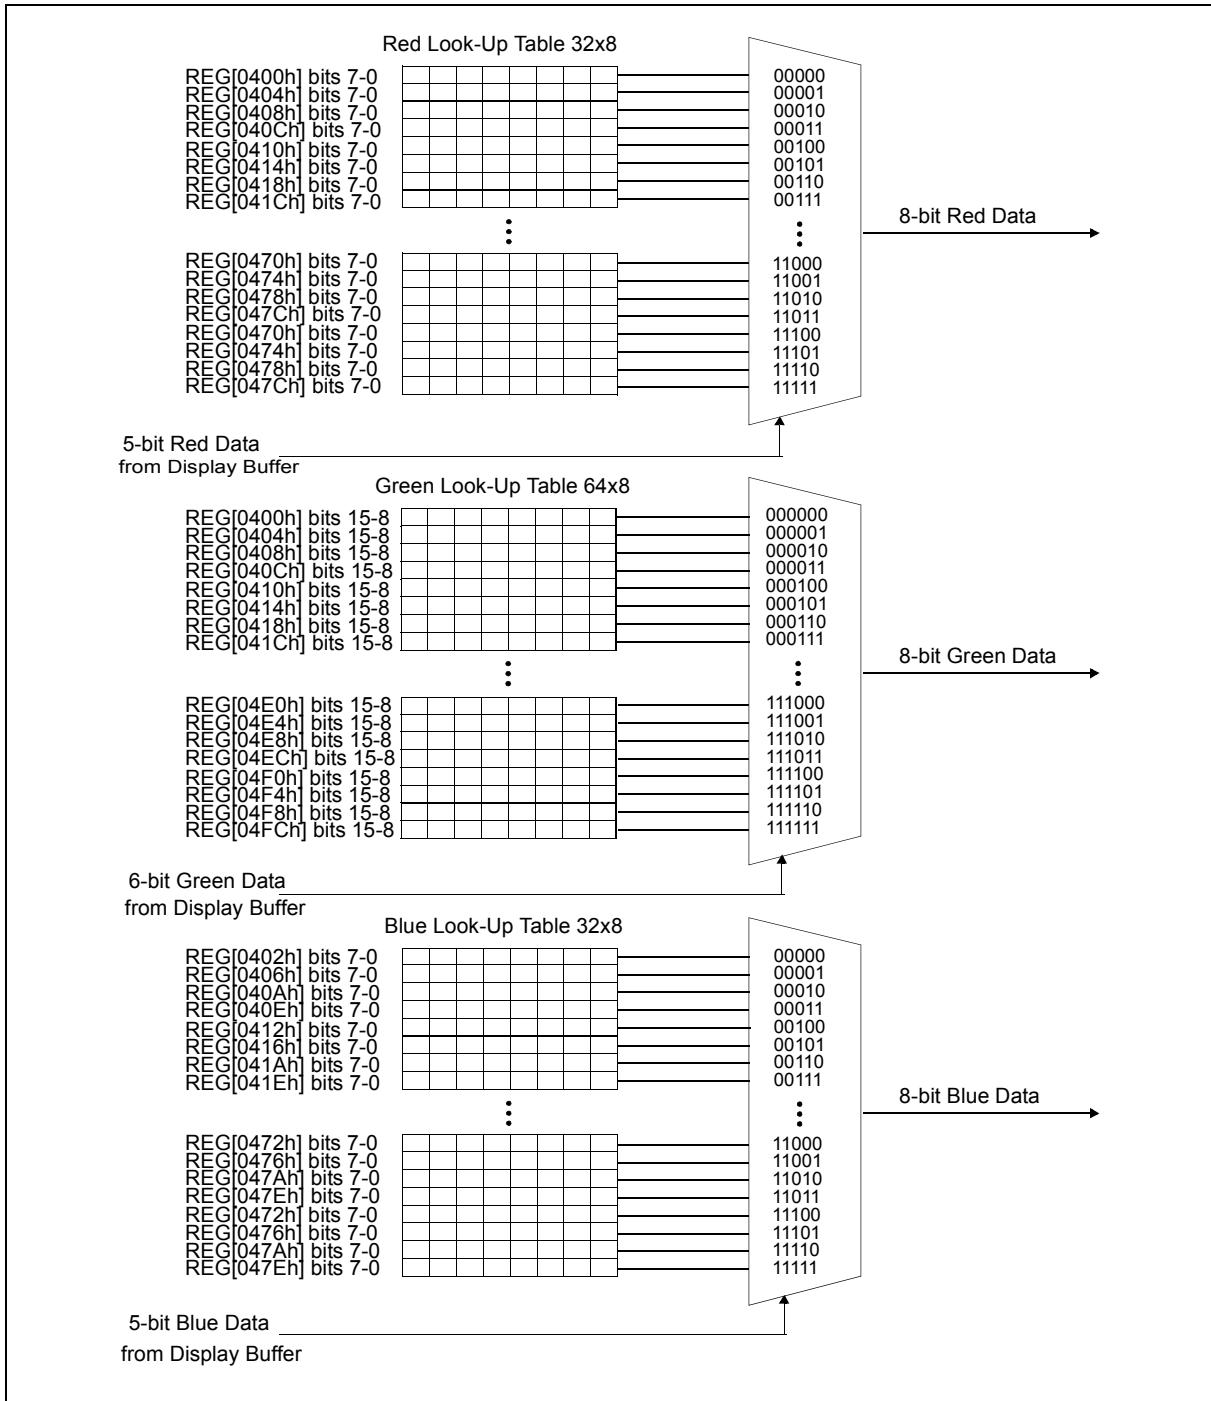 Red Look-Up Table 32x8
REG[0400h] bits 7-0 00000
REG[0404h] bits 7-0 00001
REG[0408h] bits 7-0 00010
REG[040Ch] bits 7-0 00011
REG[0410h] bits 7-0 00100
REG[0414h] bits 7-0 00101
REG[0418h] bits 7-0 00110
REG[041Ch] bits 7-0 00111
8-bit Red Data
REG[0470h] bits 7-0 11000
REG[0474h] bits 7-0 11001
REG[0478h] bits 7-0 11010
REG[047Ch] bits 7-0 11011
REG[0470h] bits 7-0 11100
REG[0474h] bits 7-0 11101
REG[0478h] bits 7-0 11110
REG[047Ch] bits 7-0 11111
5-bit Red Data
from Display Buffer
Green Look-Up Table 64x8
REG[0400h] bits 15-8 000000
REG[0404h] bits 15-8 000001
REG[0408h] bits 15-8 000010
REG[040Ch] bits 15-8 000011
REG[0410h] bits 15-8 000100
REG[0414h] bits 15-8 000101
REG[0418h] bits 15-8 000110
REG[041Ch] bits 15-8 000111
8-bit Green Data
REG[04E0h] bits 15-8 111000
REG[04E4h] bits 15-8 111001
REG[04E8h] bits 15-8 111010
REG[04ECh] bits 15-8 111011
REG[04F0h] bits 15-8 111100
REG[04F4h] bits 15-8 111101
REG[04F8h] bits 15-8 111110
REG[04FCh] bits 15-8 111111
6-bit Green Data
from Display Buffer
Blue Look-Up Table 32x8
REG[0402h] bits 7-0 00000
REG[0406h] bits 7-0 00001
REG[040Ah] bits 7-0 00010
REG[040Eh] bits 7-0 00011
REG[0412h] bits 7-0 00100
REG[0416h] bits 7-0 00101
REG[041Ah] bits 7-0 00110
REG[041Eh] bits 7-0 00111
8-bit Blue Data
REG[0472h] bits 7-0 11000
REG[0476h] bits 7-0 11001
REG[047Ah] bits 7-0 11010
REG[047Eh] bits 7-0 11011
REG[0472h] bits 7-0 11100
REG[0476h] bits 7-0 11101
REG[047Ah] bits 7-0 11110
REG[047Eh] bits 7-0 11111
5-bit Blue Data
from Display Buffer